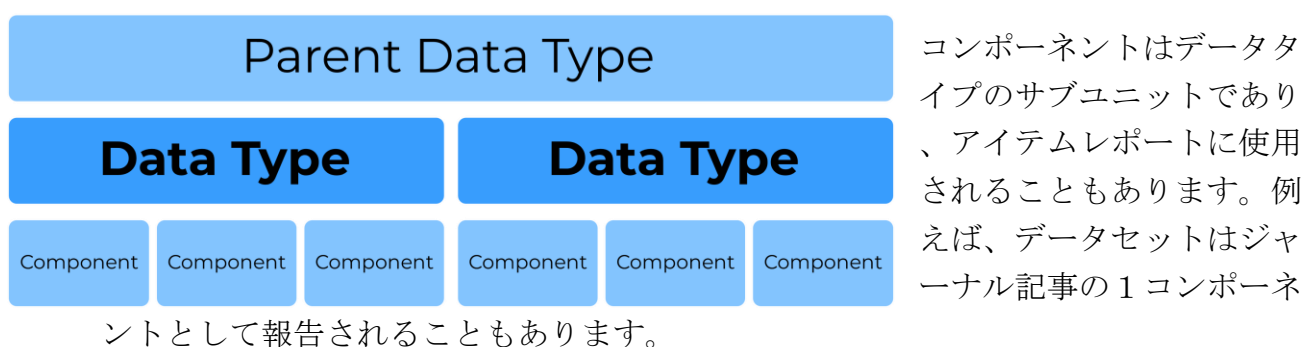 Parent Data Type
Data Type Data Type
Component Component Component Component Component Component
コンポーネントはデータタ
イプのサブユニットであり
、アイテムレポートに使用
されることもあります。例
えば、データセットはジャ
ーナル記事の１コンポーネ
ントとして報告されることもあります。